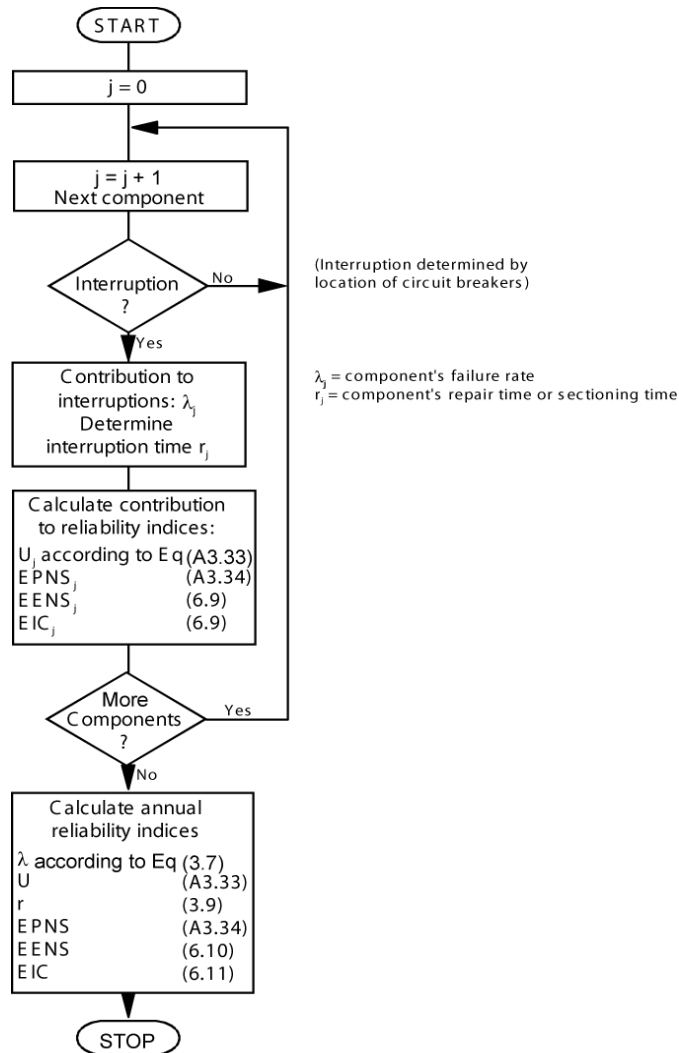 START
j = 0
j = j + 1
Next component
Interruption
?
No
(Interruption determined by
location of circuit breakers)
Yes
Contribution to
interruptions: λj
Determine
interruption time rj
λj = component's failure rate
rj = component's repair time or sectioning time
Calculate contribution
to reliability indices:
Uj according to Eq (A3.33)
EPNSj (A3.34)
EENSj (6.9)
EICj (6.9)
More
Components
?
Yes
No
Calculate annual
reliability indices
λ according to Eq (3.7)
U (A3.33)
r (3.9)
EPNS (A3.34)
EENS (6.10)
EIC (6.11)
STOP